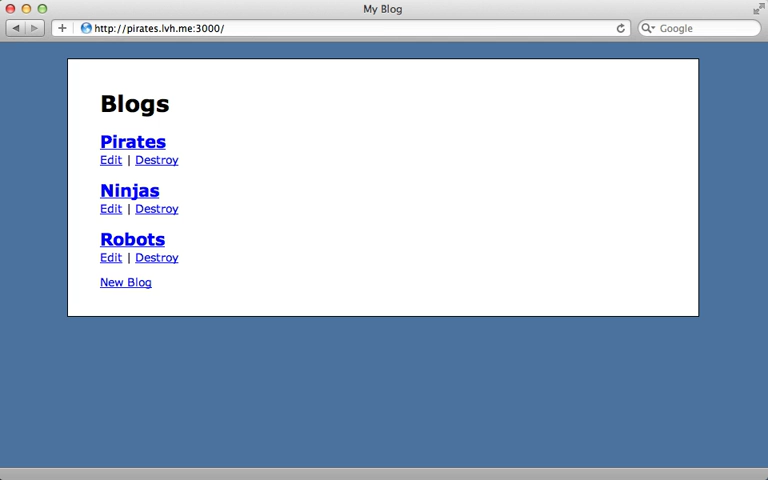 My Blog
http://pirates.lvh.me:3000/
Google
Blogs
Pirates
Edit | Destroy
Ninjas
Edit | Destroy
Robots
Edit | Destroy
New Blog